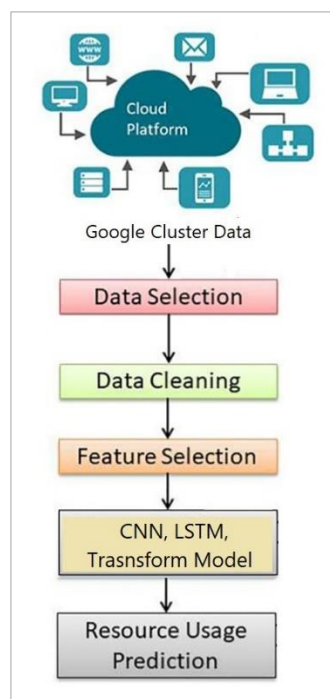 WWW
Cloud
Platform
Google Cluster Data
Data Selection
Data Cleaning
Feature Selection
CNN, LSTM,
Trasnsform Model
Resource Usage
Prediction